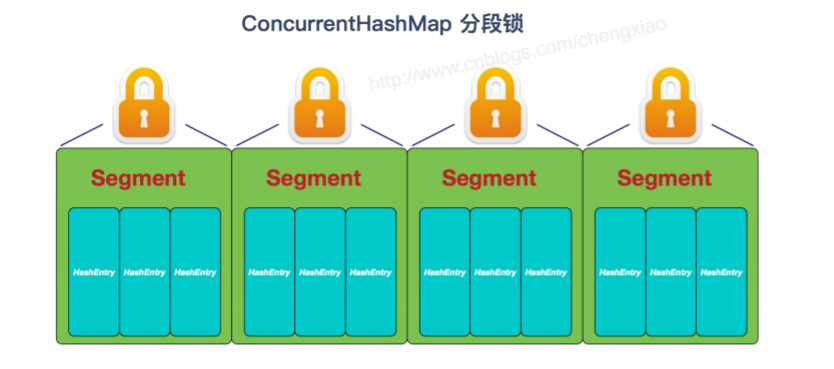 ConcurrentHashMap 分段锁
http://www.cnblogs.com/chengxiao
Segment Segment Segment Segment
HashEntry HashEntry HashEntry HashEntry HashEntry HashEntry HashEntry HashEntry HashEntry HashEntry HashEntry HashEntry